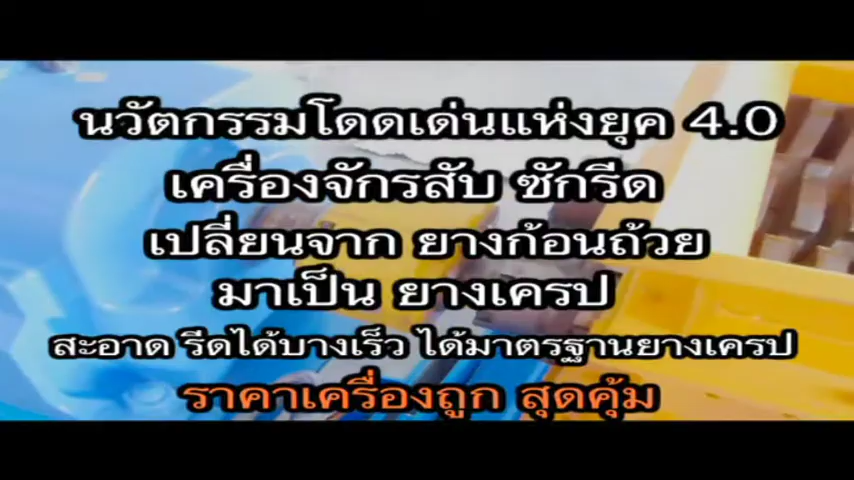 นวัตกรรมโดดเด่นแห่งยุค 4.0
เครื่องจักรสับ ซักรีด
เปลี่ยนจาก ยางก้อนถ้วย
มาเป็น ยางเครป
สะอาด รีดได้บางเร็ว ได้มาตรฐานยางเครป
ราคาเครื่องถูก สุดคุ้ม